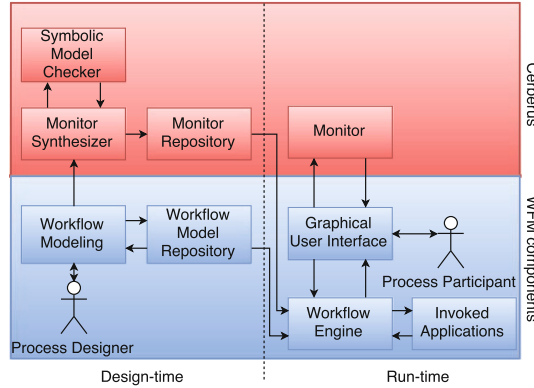 Symbolic
Model
Checker
Monitor
Synthesizer
Monitor
Repository
Monitor
Cerberus
Workflow
Modeling
Workflow
Model
Repository
Graphical
User Interface
Process Participant
WFM components
Process Designer
Workflow
Engine
Invoked
Applications
Design-time
Run-time